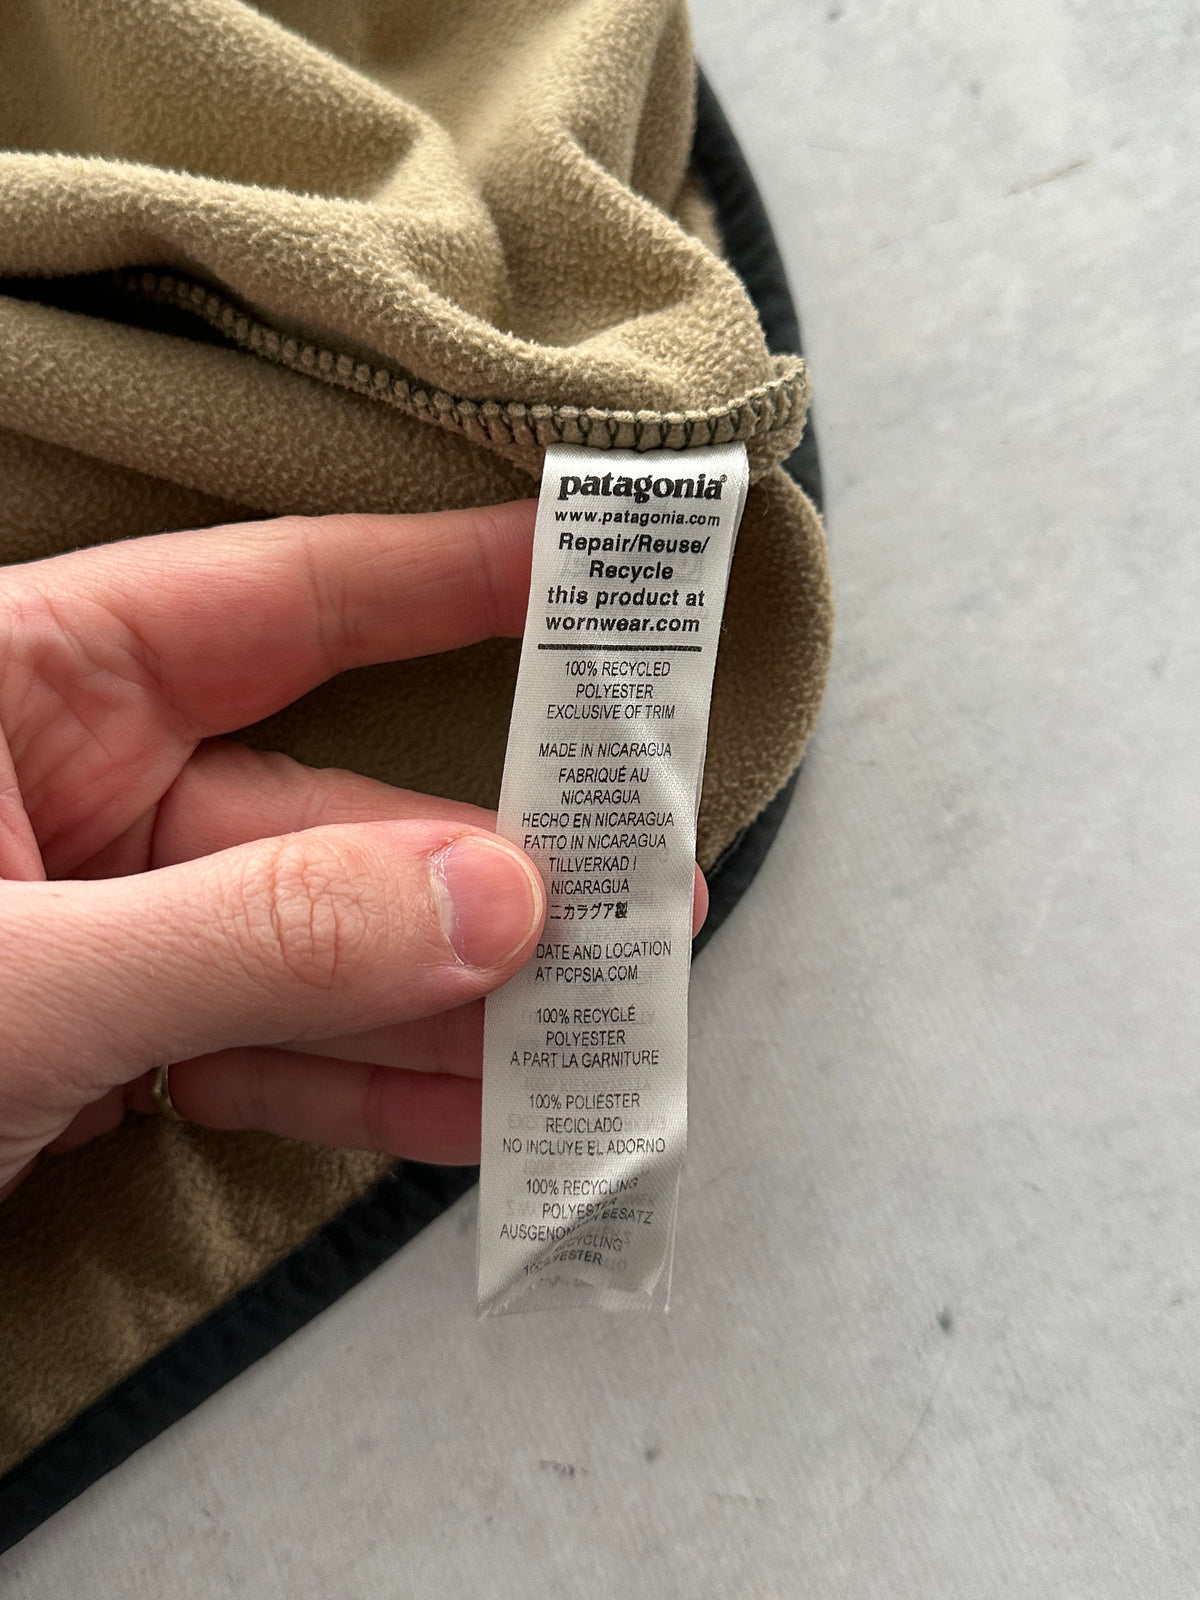 patagonia®
www.patagonia.com
Repair/Reuse/
Recycle
this product at
wornwear.com
100% RECYCLED
POLYESTER
EXCLUSIVE OF TRIM
MADE IN NICARAGUA
FABRIQUÉ AU
NICARAGUA
HECHO EN NICARAGUA
FATTO IN NICARAGUA
TILLVERKAD I
NICARAGUA
ニカラグア製
DATE AND LOCATION
AT PCPSIA.COM
100% RECYCLÉ
POLYESTER
A PART LA GARNITURE
100% POLIÉSTER
RECICLADO
NO INCLUYE EL ADORNO
100% RECYCLING
POLYESTER
BESATZ